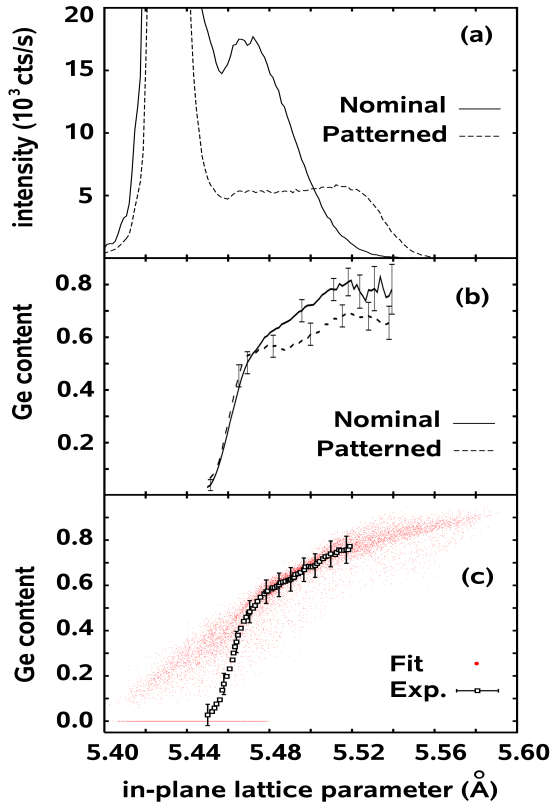 20
15
10
5
intensity (10³ cts/s)
(a)
Nominal
Patterned
0.8
0.6
0.4
0.2
Ge content
(b)
Nominal
Patterned
0.8
0.6
0.4
0.2
0.0
Ge content
(c)
Fit
Exp.
5.40 5.44 5.48 5.52 5.56 5.60
in-plane lattice parameter (Å)